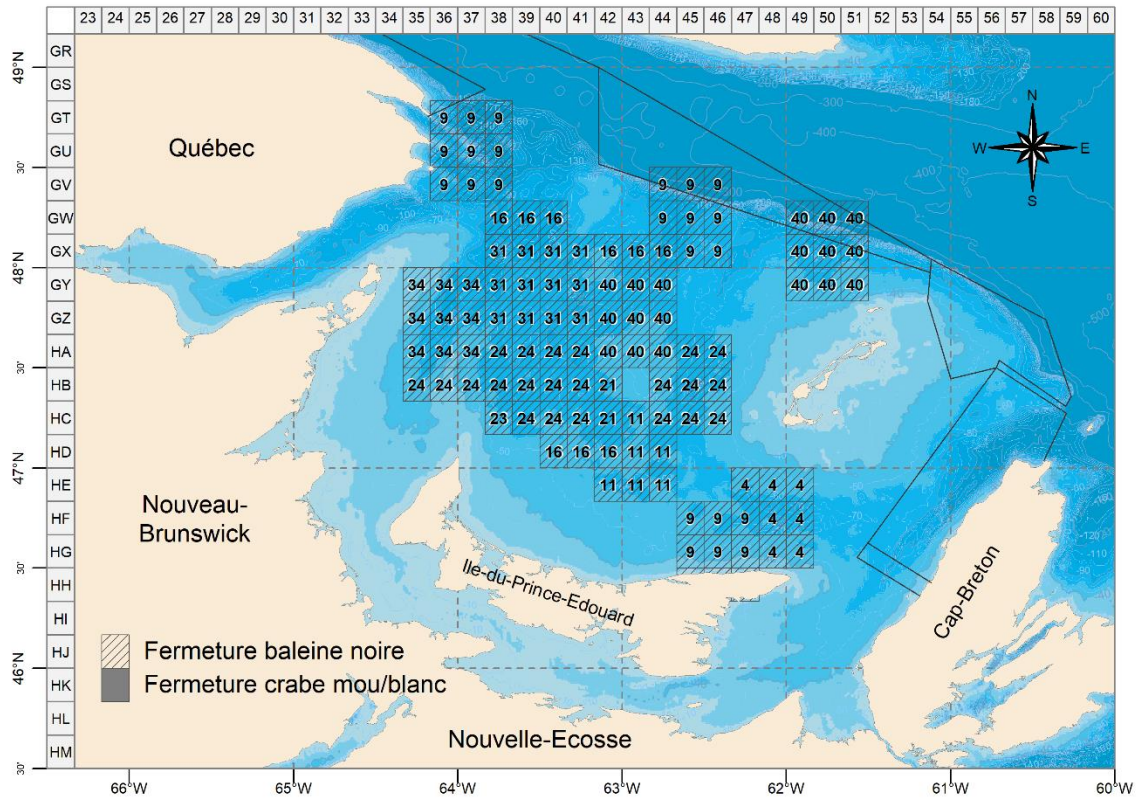 23 24 25 26 27 28 29 30 31 32 33 34 35 36 37 38 39 40 41 42 43 44 45 46 47 48 49 50 51 52 53 54 55 56 57 58 59 60
GR
49°N
GS
-300
-400
GT 9 9 9
N
Québec
GU 9 9 9
W E
S
30'
-130
GV 9 9 9 9 9 9
GW 16 16 16 9 9 9 40 40 40
GX 31 31 31 31 16 16 16 9 9 40 40 40
48°N
GY 34 34 34 31 31 31 31 40 40 40 40 40 40
GZ 34 34 34 31 31 31 31 40 40 40
-500
HA 34 34 34 24 24 24 24 40 40 40 24 24
30'
HB 24 24 24 24 24 24 24 21 24 24 24
HC 23 24 24 24 21 11 24 24 24
HD 16 16 16 11 11
47°N
HE 11 11 11 4 4 4
Nouveau-
Brunswick
HF 9 9 9 4 4
-120
-110
HG 9 9 9 4 4
30'
HH
Ile-du-Prince-Edouard
Cap-Breton
HI
HJ
Fermeture baleine noire
46°N
HK
Fermeture crabe mou/blanc
HL
Nouvelle-Ecosse
HM
30'
66°W 65°W 64°W 63°W 62°W 61°W 60°W